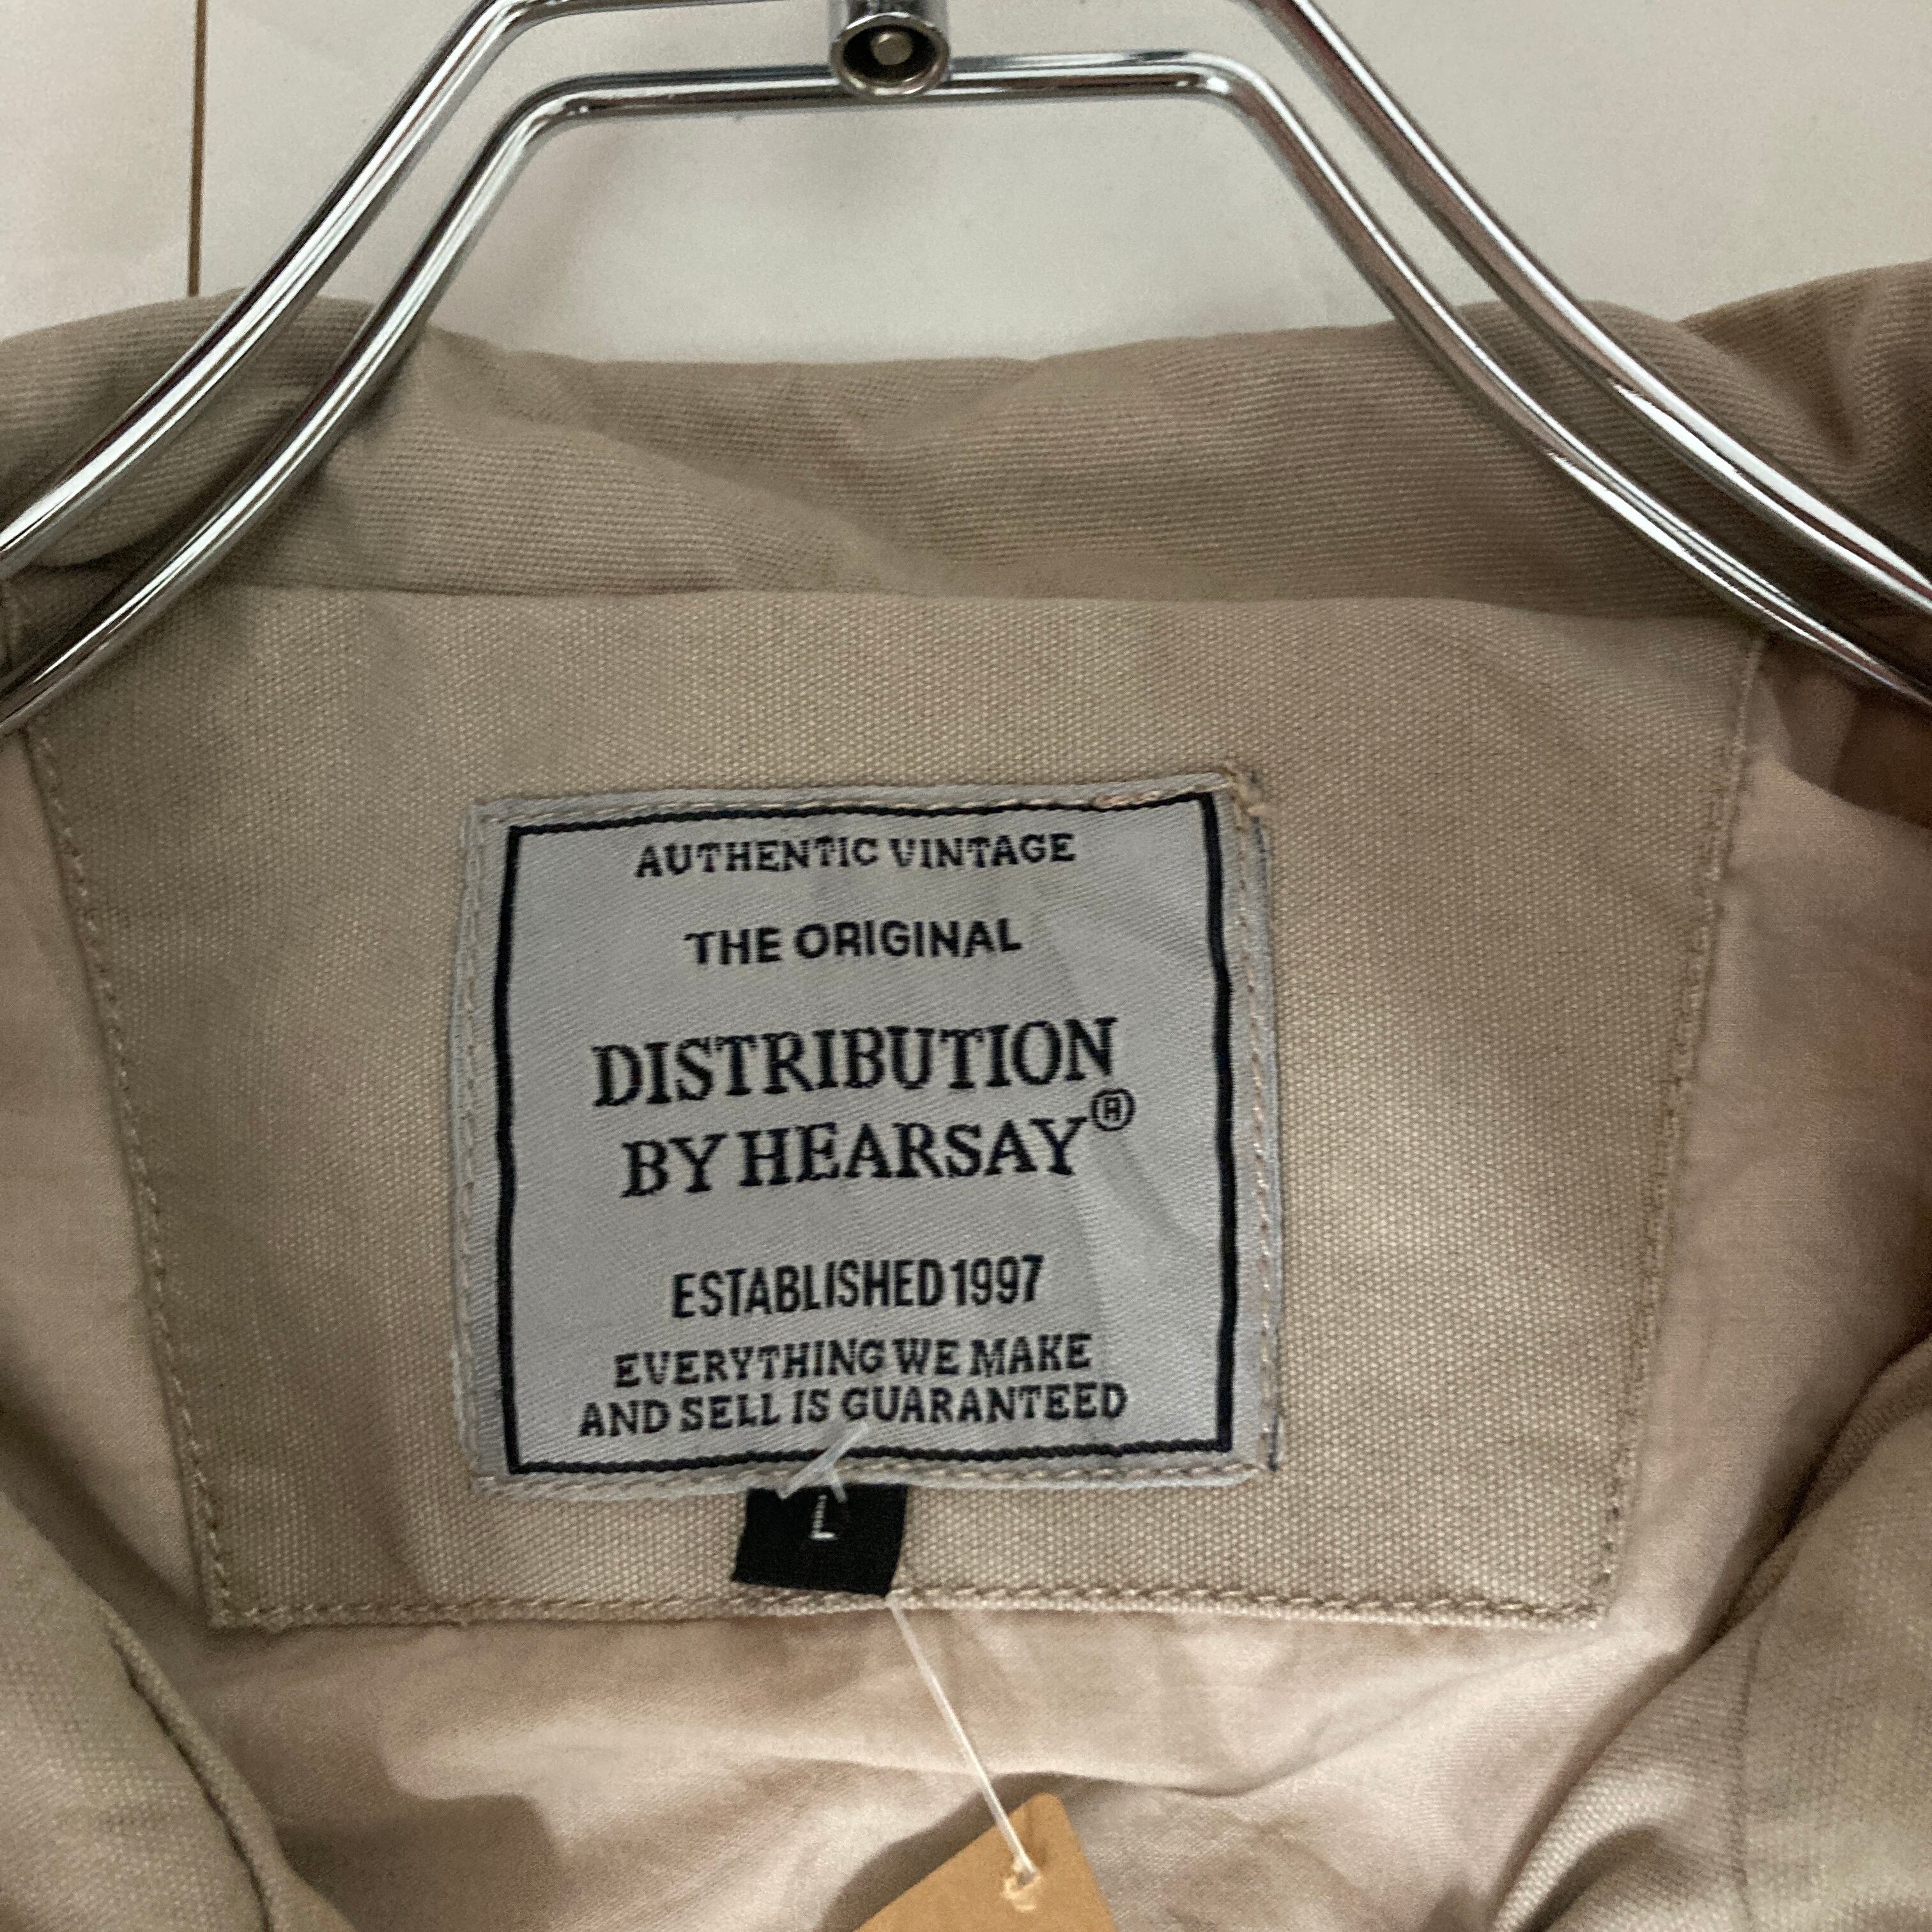 AUTHENTIC VINTAGE
THE ORIGINAL
DISTRIBUTION
BY HEARSAY®
ESTABLISHED 1997
EVERYTHING WE MAKE
AND SELL IS GUARANTEED
L